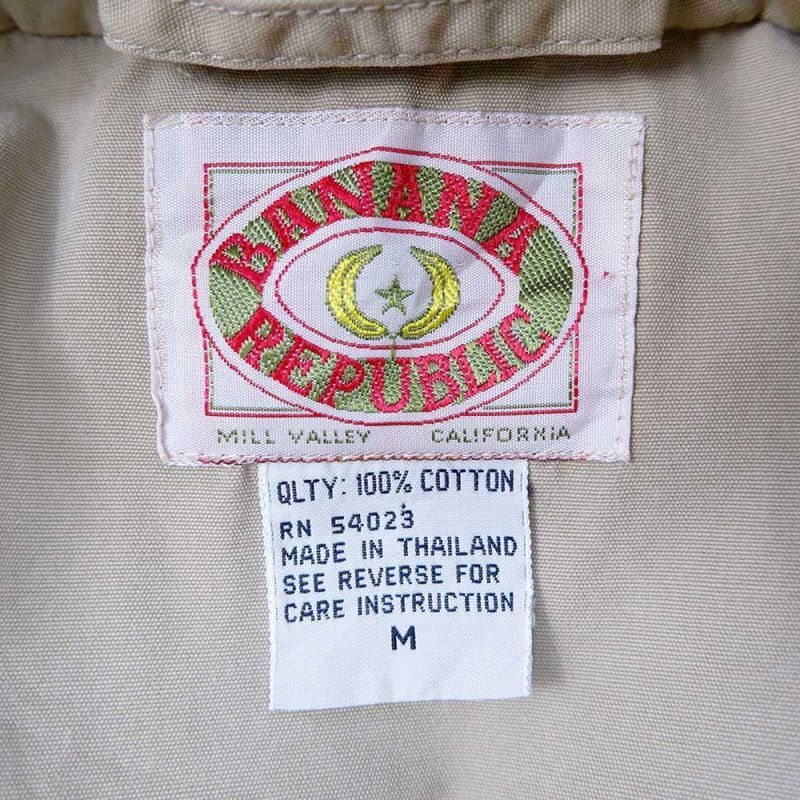 BANANA
REPUBLIC
MILL VALLEY CALIFORNIA
QLTY: 100% COTTON
RN 54023
MADE IN THAILAND
SEE REVERSE FOR
CARE INSTRUCTION
M